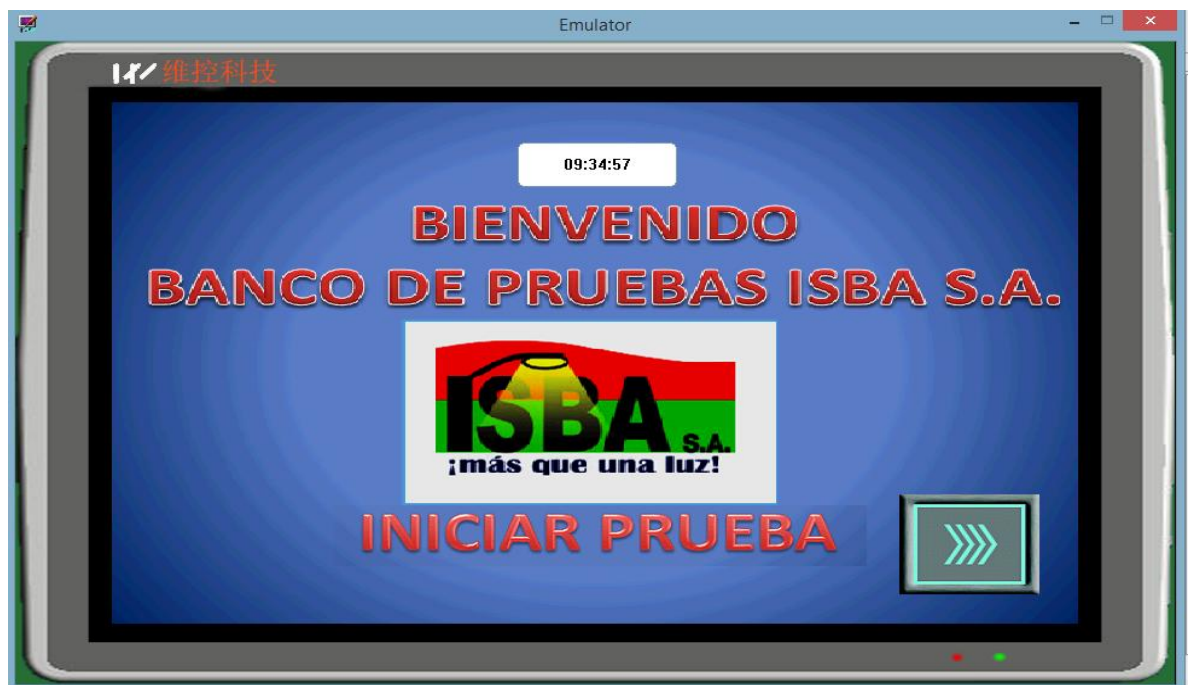 Emulator
维控科技
09:34:57
BIENVENIDO
BANCO DE PRUEBAS ISBA S.A.
ISBA S.A.
¡más que una luz!
INICIAR PRUEBA